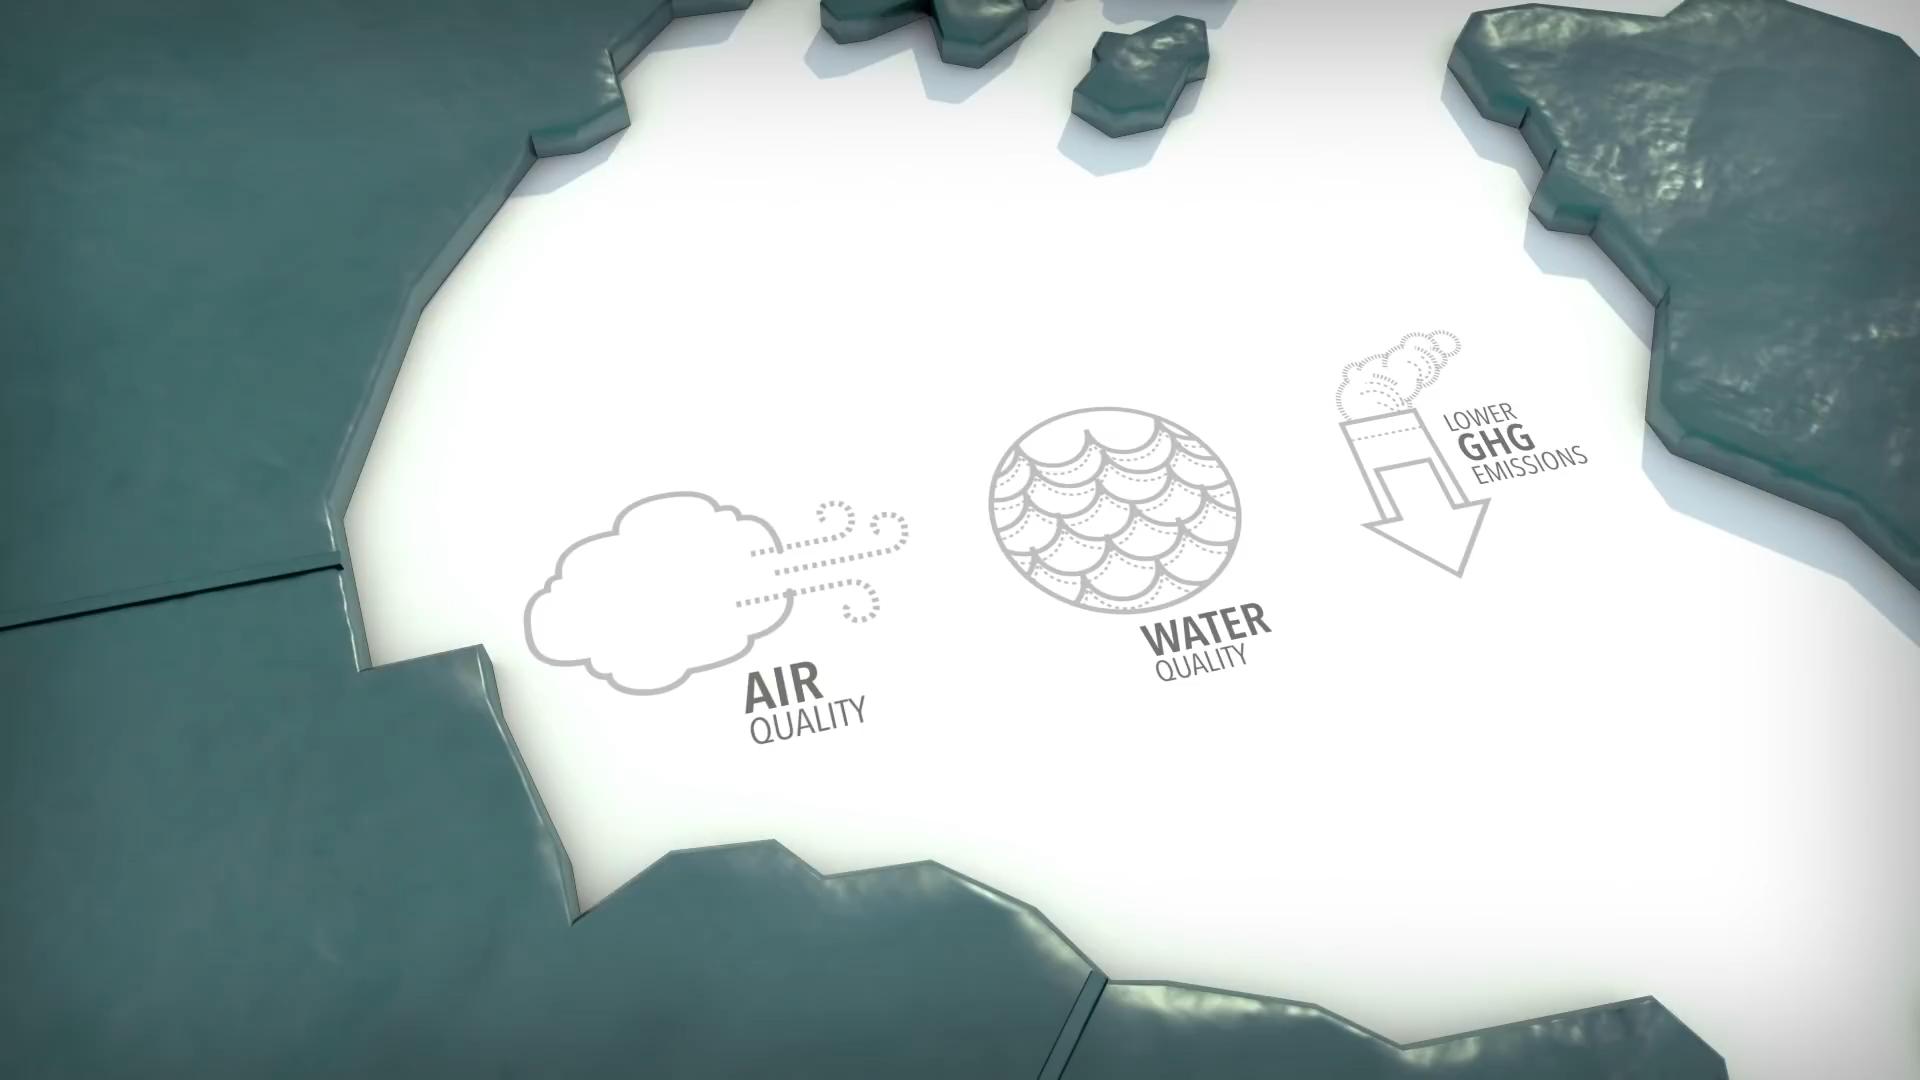 AIR
QUALITY
WATER
QUALITY
LOWER
GHG
EMISSIONS